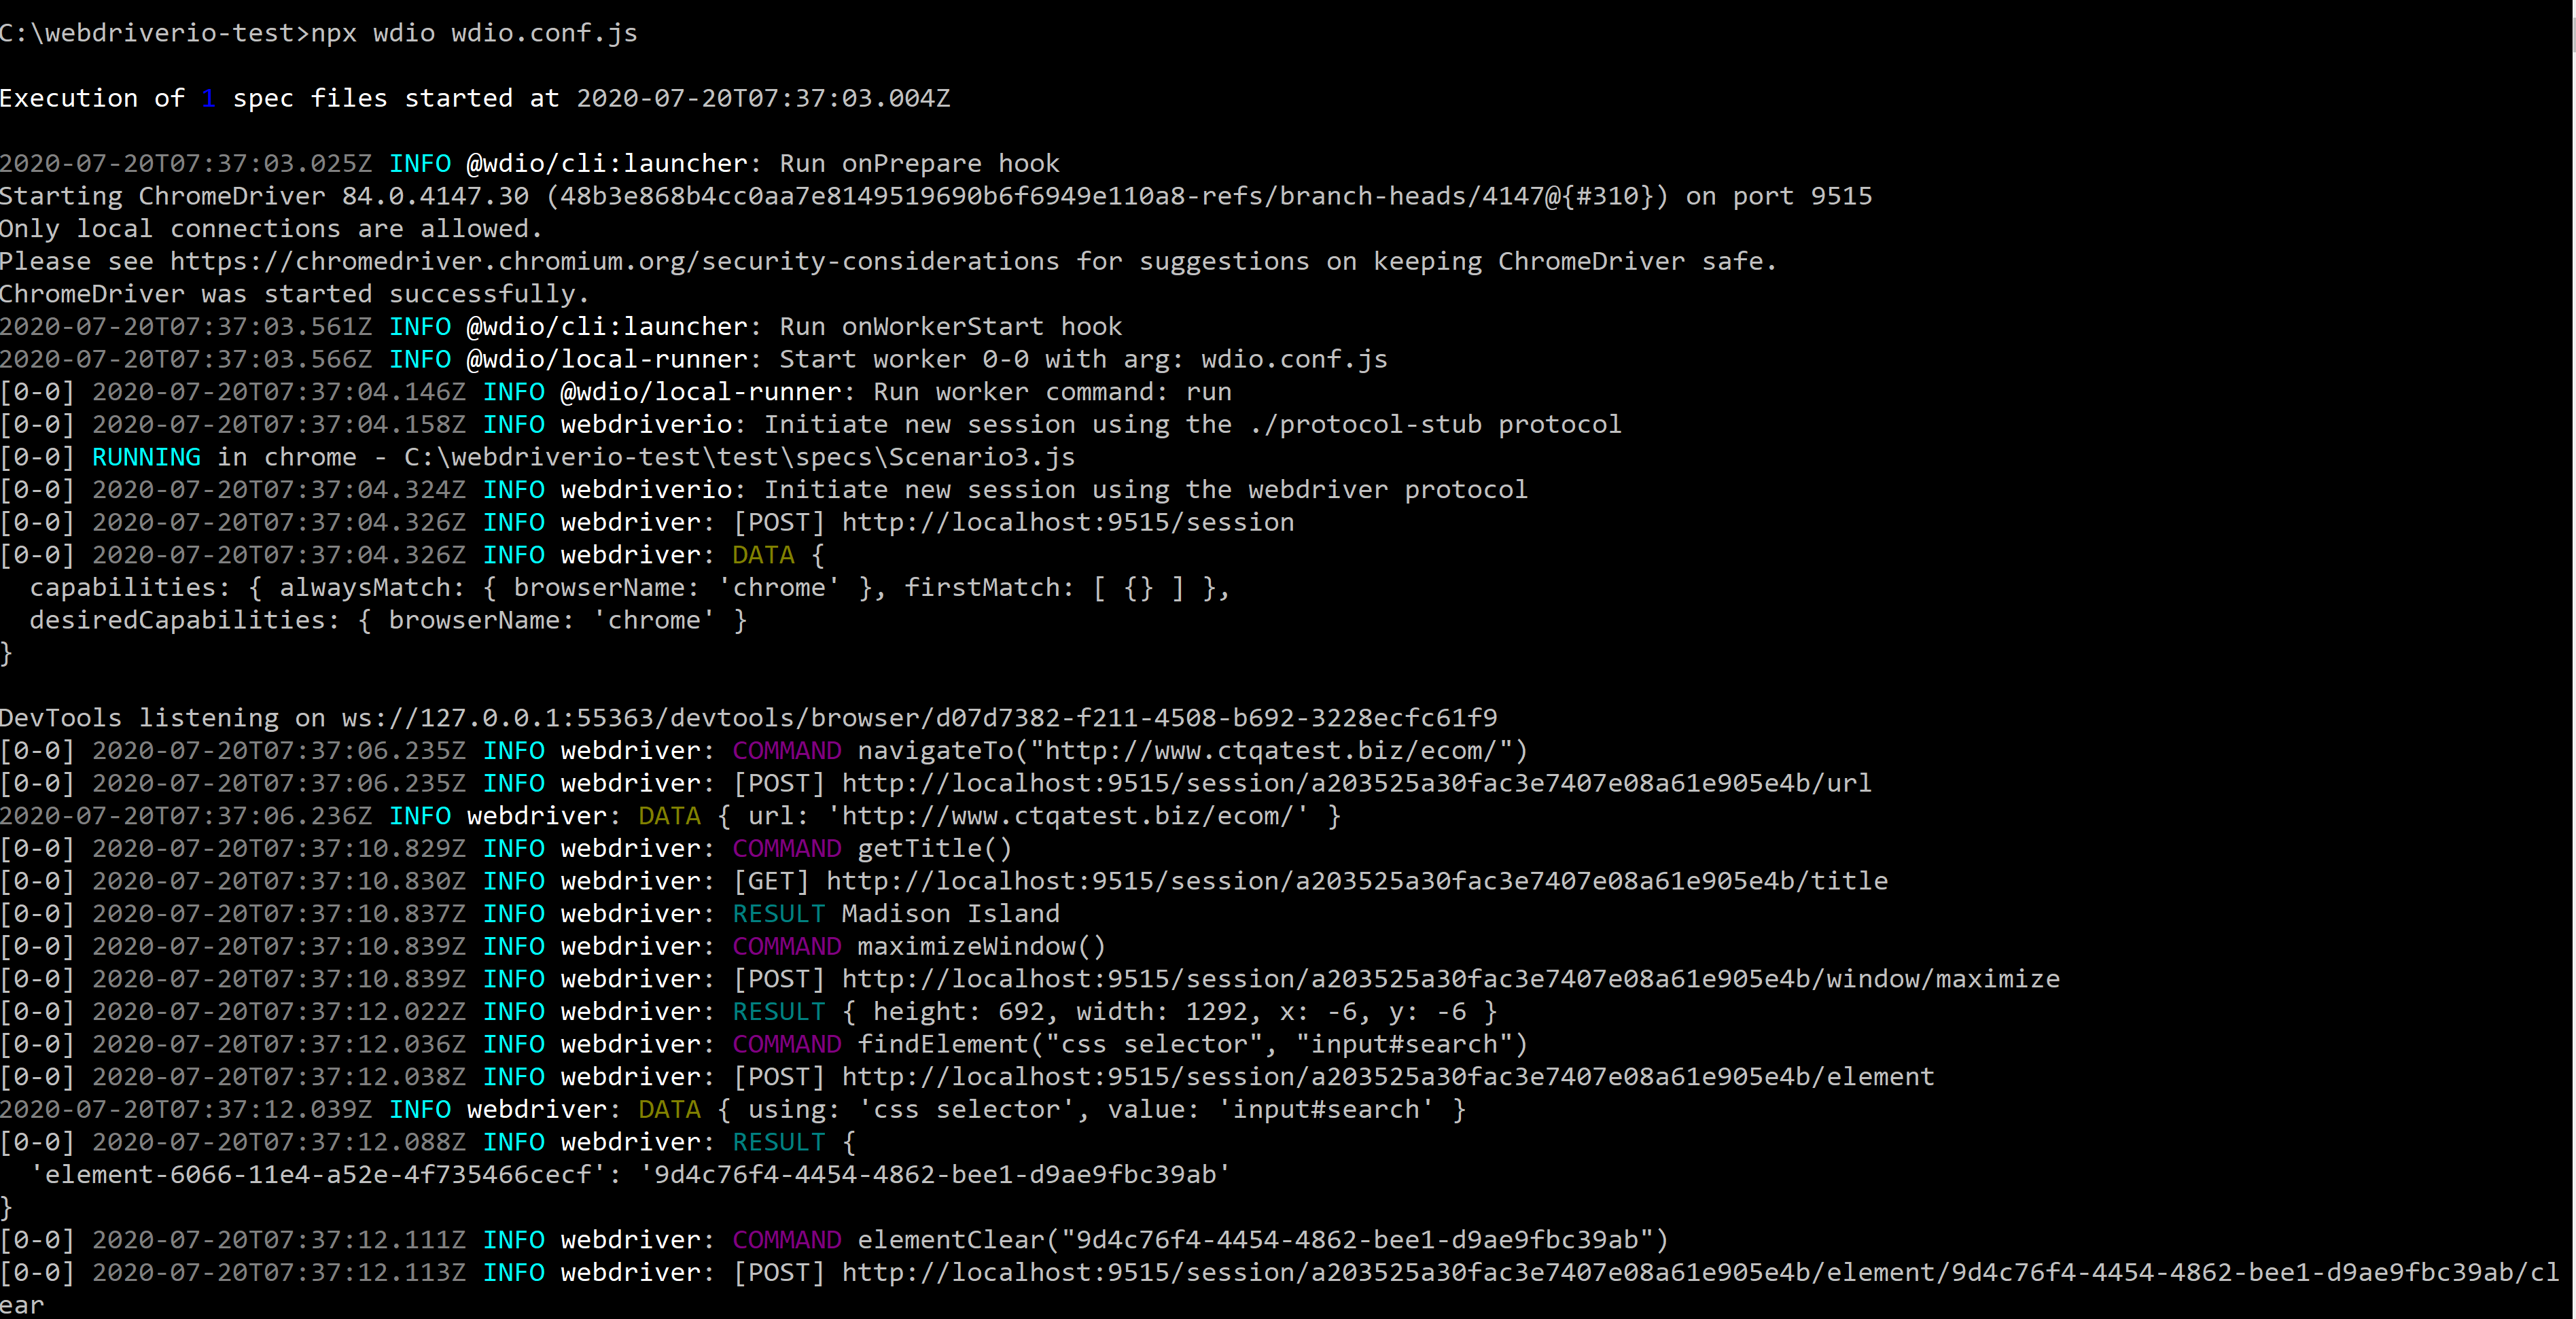 C:\webdriverio-test>npx wdio wdio.conf.js
Execution of 1 spec files started at 2020-07-20T07:37:03.004Z
2020-07-20T07:37:03.025Z INFO @wdio/cli:launcher: Run onPrepare hook
Starting ChromeDriver 84.0.4147.30 (48b3e868b4cc0aa7e8149519690b6f6949e110a8-refs/branch-heads/4147@{#310}) on port 9515
Only local connections are allowed.
Please see https://chromedriver.chromium.org/security-considerations for suggestions on keeping ChromeDriver safe.
ChromeDriver was started successfully.
2020-07-20T07:37:03.561Z INFO @wdio/cli:launcher: Run onWorkerStart hook
2020-07-20T07:37:03.566Z INFO @wdio/local-runner: Start worker 0-0 with arg: wdio.conf.js
[0-0] 2020-07-20T07:37:04.146Z INFO @wdio/local-runner: Run worker command: run
[0-0] 2020-07-20T07:37:04.158Z INFO webdriverio: Initiate new session using the ./protocol-stub protocol
[0-0] RUNNING in chrome - C:\webdriverio-test\test\specs\Scenario3.js
[0-0] 2020-07-20T07:37:04.324Z INFO webdriverio: Initiate new session using the webdriver protocol
[0-0] 2020-07-20T07:37:04.326Z INFO webdriver: [POST] http://localhost:9515/session
[0-0] 2020-07-20T07:37:04.326Z INFO webdriver: DATA {
  capabilities: { alwaysMatch: { browserName: 'chrome' }, firstMatch: [ {} ] },
  desiredCapabilities: { browserName: 'chrome' }
}
DevTools listening on ws://127.0.0.1:55363/devtools/browser/d07d7382-f211-4508-b692-3228ecfc61f9
[0-0] 2020-07-20T07:37:06.235Z INFO webdriver: COMMAND navigateTo("http://www.ctqatest.biz/ecom/")
[0-0] 2020-07-20T07:37:06.235Z INFO webdriver: [POST] http://localhost:9515/session/a203525a30fac3e7407e08a61e905e4b/url
2020-07-20T07:37:06.236Z INFO webdriver: DATA { url: 'http://www.ctqatest.biz/ecom/' }
[0-0] 2020-07-20T07:37:10.829Z INFO webdriver: COMMAND getTitle()
[0-0] 2020-07-20T07:37:10.830Z INFO webdriver: [GET] http://localhost:9515/session/a203525a30fac3e7407e08a61e905e4b/title
[0-0] 2020-07-20T07:37:10.837Z INFO webdriver: RESULT Madison Island
[0-0] 2020-07-20T07:37:10.839Z INFO webdriver: COMMAND maximizeWindow()
[0-0] 2020-07-20T07:37:10.839Z INFO webdriver: [POST] http://localhost:9515/session/a203525a30fac3e7407e08a61e905e4b/window/maximize
[0-0] 2020-07-20T07:37:12.022Z INFO webdriver: RESULT { height: 692, width: 1292, x: -6, y: -6 }
[0-0] 2020-07-20T07:37:12.036Z INFO webdriver: COMMAND findElement("css selector", "input#search")
[0-0] 2020-07-20T07:37:12.038Z INFO webdriver: [POST] http://localhost:9515/session/a203525a30fac3e7407e08a61e905e4b/element
2020-07-20T07:37:12.039Z INFO webdriver: DATA { using: 'css selector', value: 'input#search' }
[0-0] 2020-07-20T07:37:12.088Z INFO webdriver: RESULT {
  'element-6066-11e4-a52e-4f735466cecf': '9d4c76f4-4454-4862-bee1-d9ae9fbc39ab'
}
[0-0] 2020-07-20T07:37:12.111Z INFO webdriver: COMMAND elementClear("9d4c76f4-4454-4862-bee1-d9ae9fbc39ab")
[0-0] 2020-07-20T07:37:12.113Z INFO webdriver: [POST] http://localhost:9515/session/a203525a30fac3e7407e08a61e905e4b/element/9d4c76f4-4454-4862-bee1-d9ae9fbc39ab/cl
ear